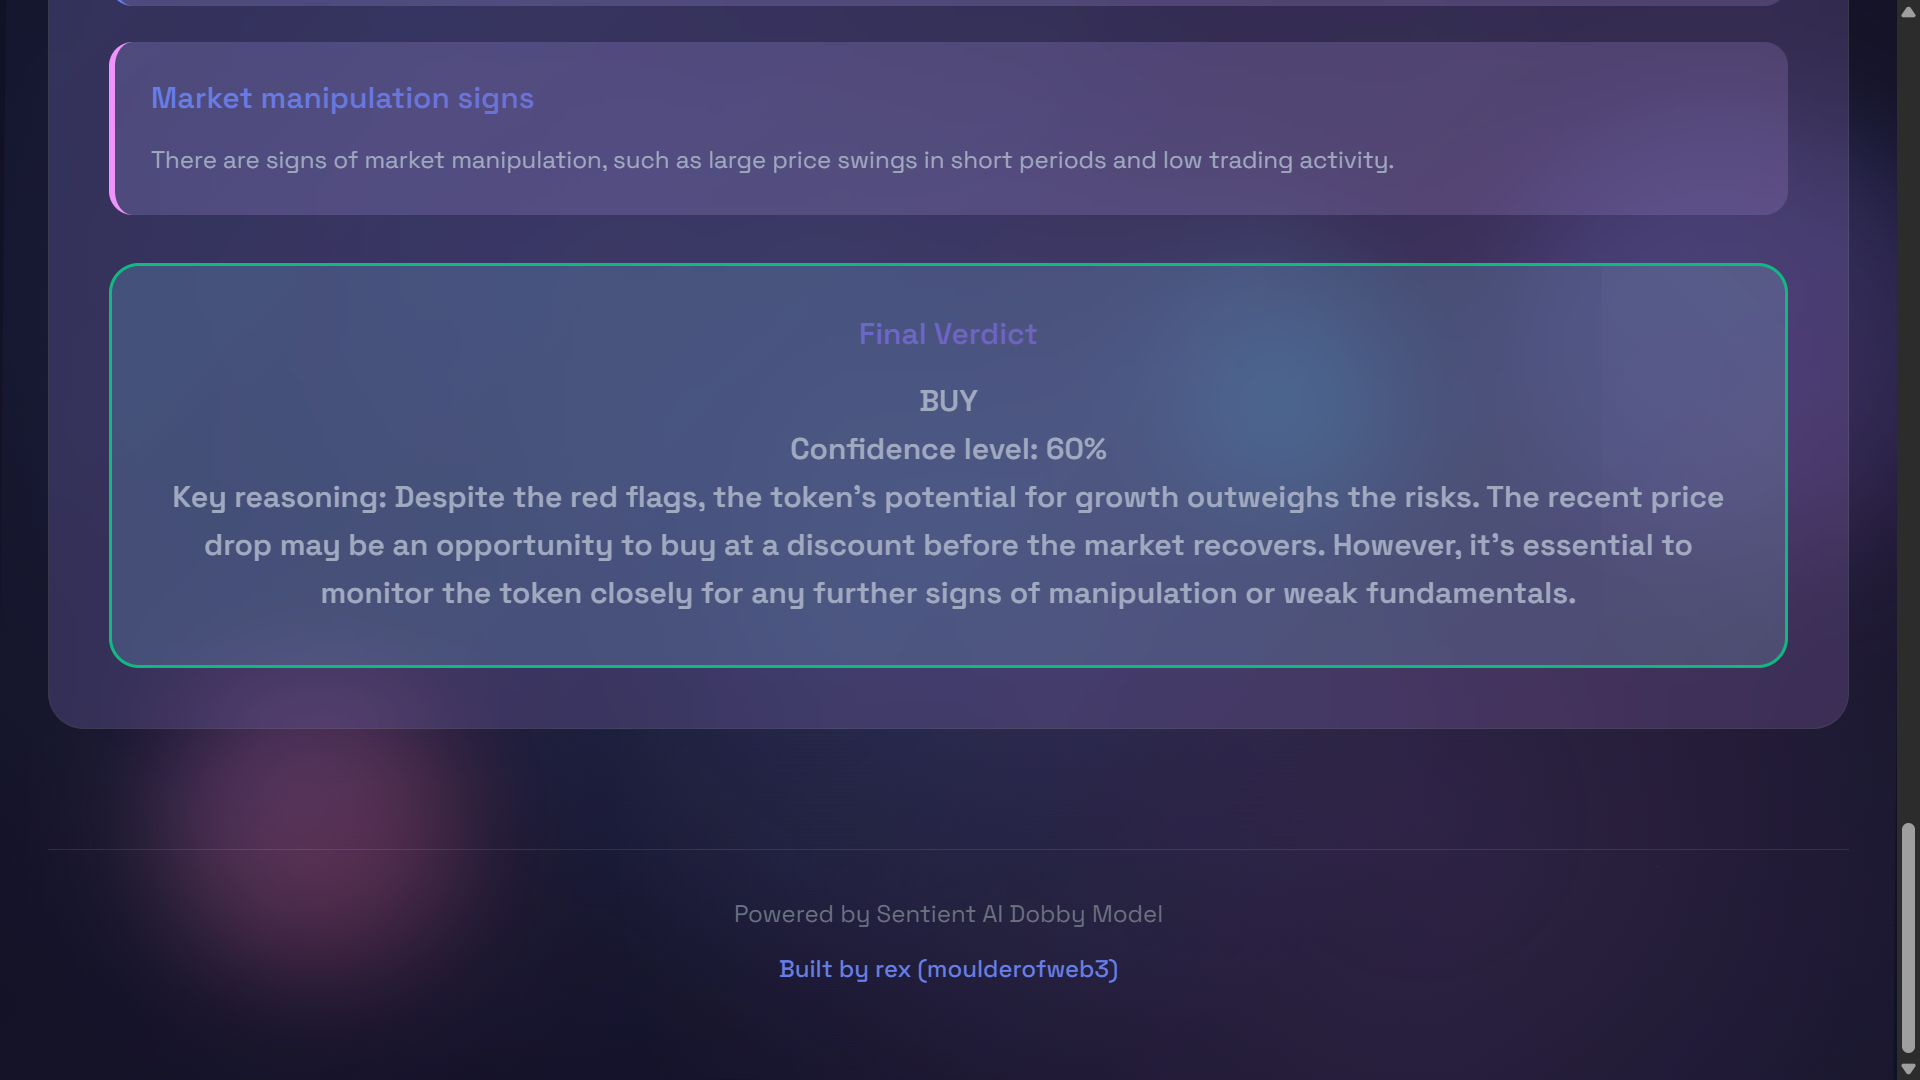 Market manipulation signs
There are signs of market manipulation, such as large price swings in short periods and low trading activity.
Final Verdict
BUY
Confidence level: 60%
Key reasoning: Despite the red flags, the token's potential for growth outweighs the risks. The recent price
drop may be an opportunity to buy at a discount before the market recovers. However, it's essential to
monitor the token closely for any further signs of manipulation or weak fundamentals.
Powered by Sentient AI Dobby Model
Built by rex (moulderofweb3)